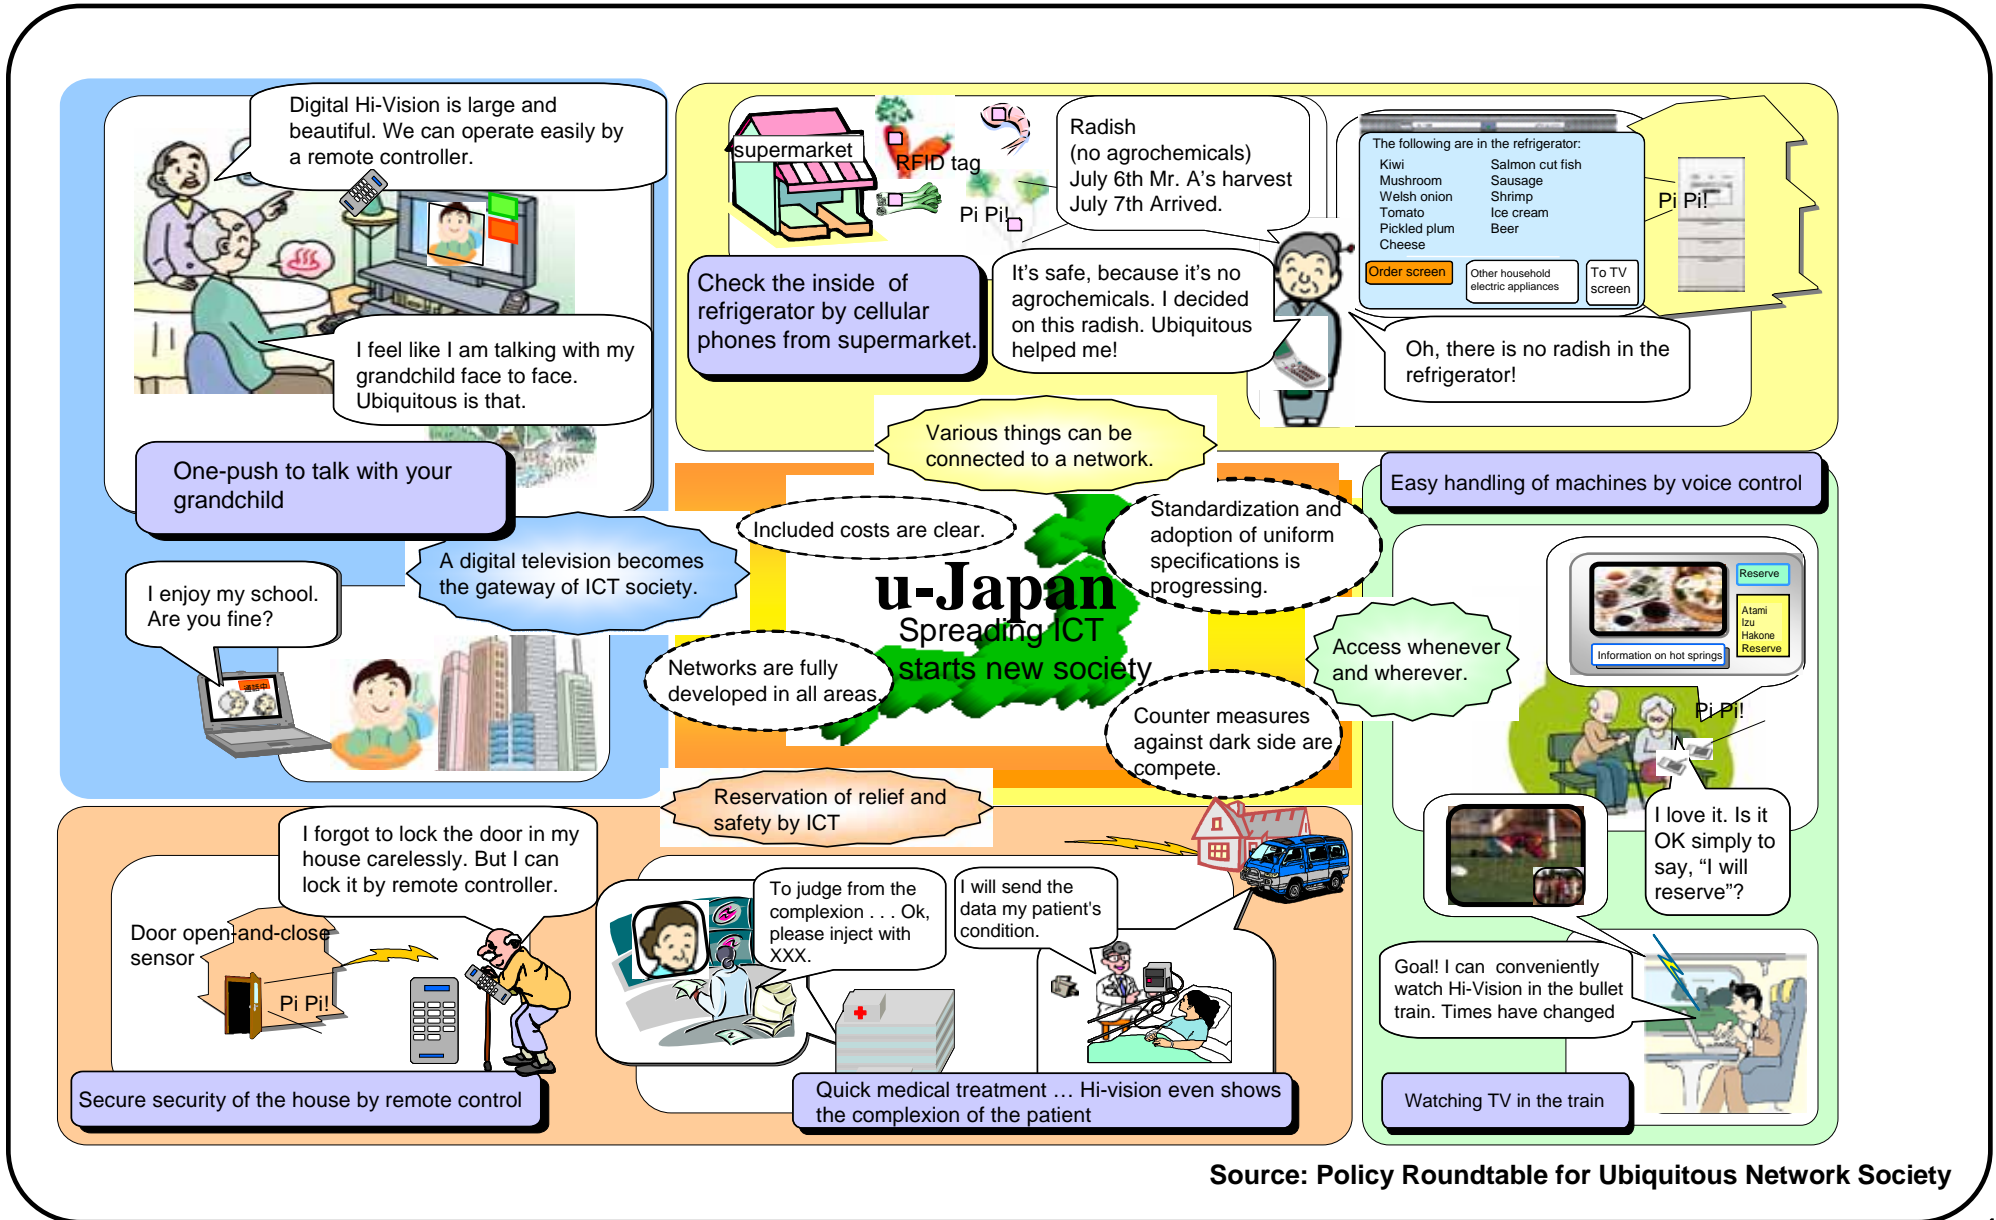 Digital Hi-Vision is large and
beautiful. We can operate easily by
a remote controller.
I feel like I am talking with my
grandchild face to face.
Ubiquitous is that.
One-push to talk with your
grandchild
A digital television becomes
the gateway of ICT society.
I enjoy my school.
Are you fine?
通話中
supermarket
RFID tag
Pi Pi!
Radish
(no agrochemicals)
July 6th Mr. A's harvest
July 7th Arrived.
Check the inside of
refrigerator by cellular
phones from supermarket.
It's safe, because it's no
agrochemicals. I decided
on this radish. Ubiquitous
helped me!
The following are in the refrigerator:
Kiwi
Mushroom
Welsh onion
Tomato
Pickled plum
Cheese
Salmon cut fish
Sausage
Shrimp
Ice cream
Beer
Order screen
Other household
electric appliances
To TV
screen
Pi Pi!
Oh, there is no radish in the
refrigerator!
Various things can be
connected to a network.
Included costs are clear.
Standardization and
adoption of uniform
specifications is
progressing.
u-Japan
Spreading ICT
starts new society
Networks are fully
developed in all areas.
Counter measures
against dark side are
compete.
Easy handling of machines by voice control
Reserve
Atami
Izu
Hakone
Reserve
Information on hot springs
Access whenever
and wherever.
Pi Pi!
I love it. Is it
OK simply to
say, “I will
reserve”?
Goal! I can conveniently
watch Hi-Vision in the bullet
train. Times have changed
Watching TV in the train
Reservation of relief and
safety by ICT
I forgot to lock the door in my
house carelessly. But I can
lock it by remote controller.
Door open-and-close
sensor
Pi Pi!
Secure security of the house by remote control
To judge from the
complexion . . . Ok,
please inject with
XXX.
I will send the
data my patient's
condition.
Quick medical treatment … Hi-vision even shows
the complexion of the patient
Source: Policy Roundtable for Ubiquitous Network Society